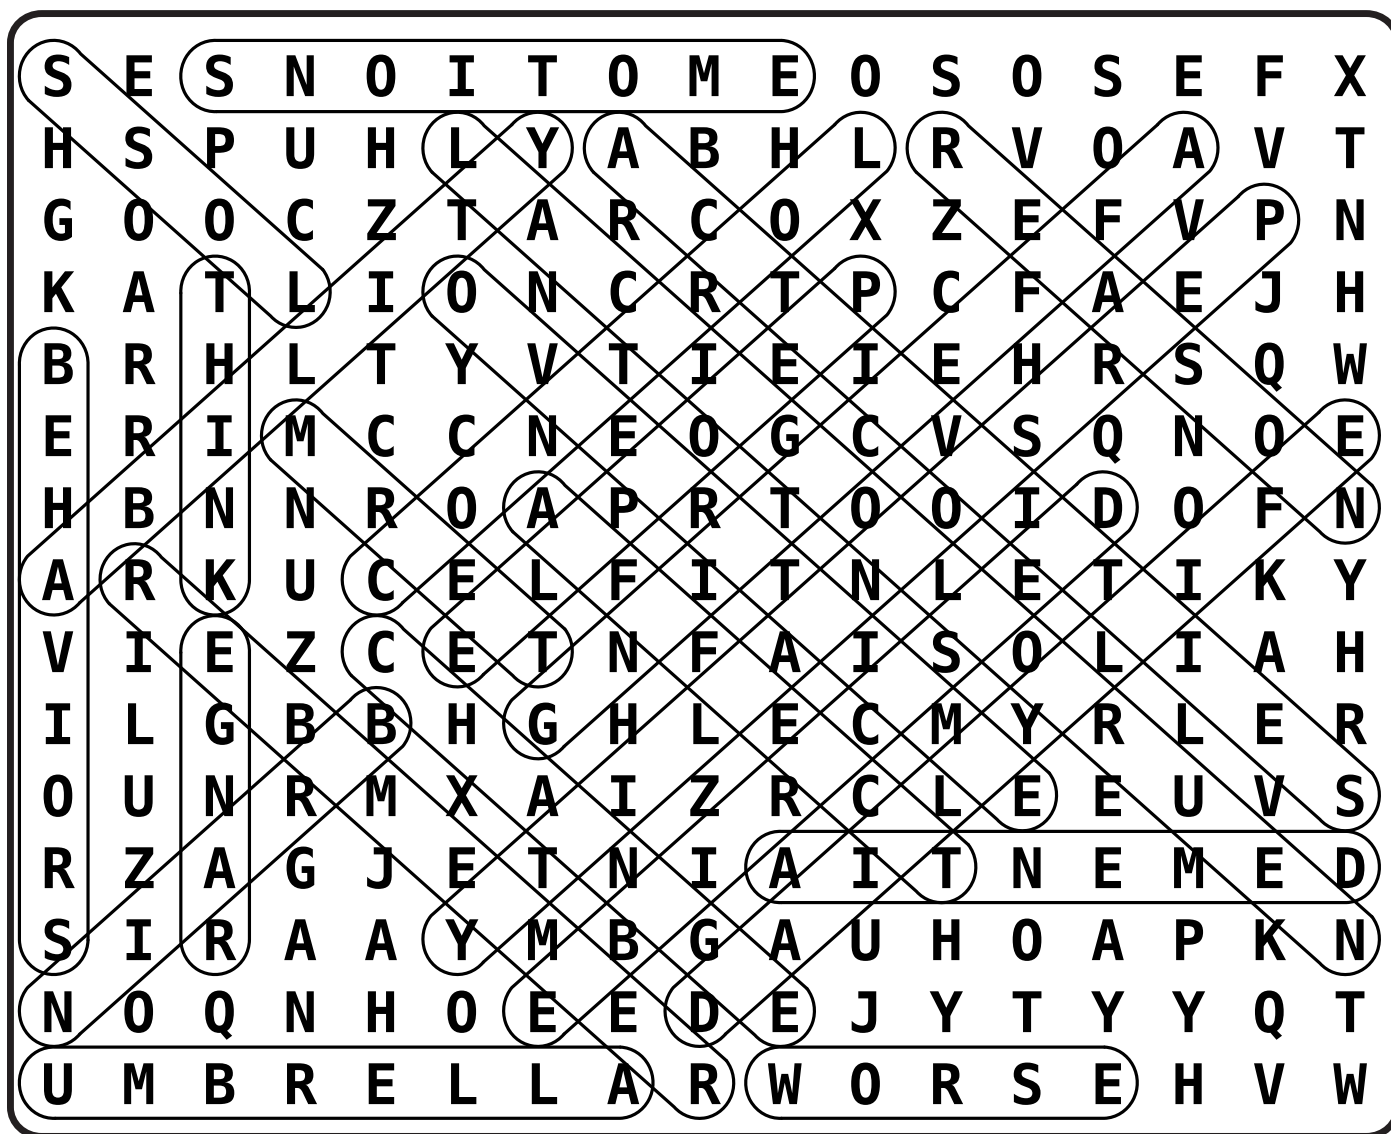 S E S N O I T O M E O S O S E F X
H S P U H L Y A B H L R V O A V T
G O O C Z T A R C O X Z E F V P N
K A T L I O N C R T P C F A E J H
B R H L T Y V T I E I E H R S Q W
E R I M C C N E O G C V S Q N O E
H B N N R O A P R T O O I D O F N
A R K U C E L F I T N L E T I K Y
V I E Z C E T N F A I S O L I A H
I L G B B H G H L E C M Y R L E R
O U N R M X A I Z R C L E E U V S
R Z A G J E T N I A I T N E M E D
S I R A A Y M B G A U H O A P K N
N O Q N H O E E D E J Y T Y Y Q T
U M B R E L L A R W O R S E H V W